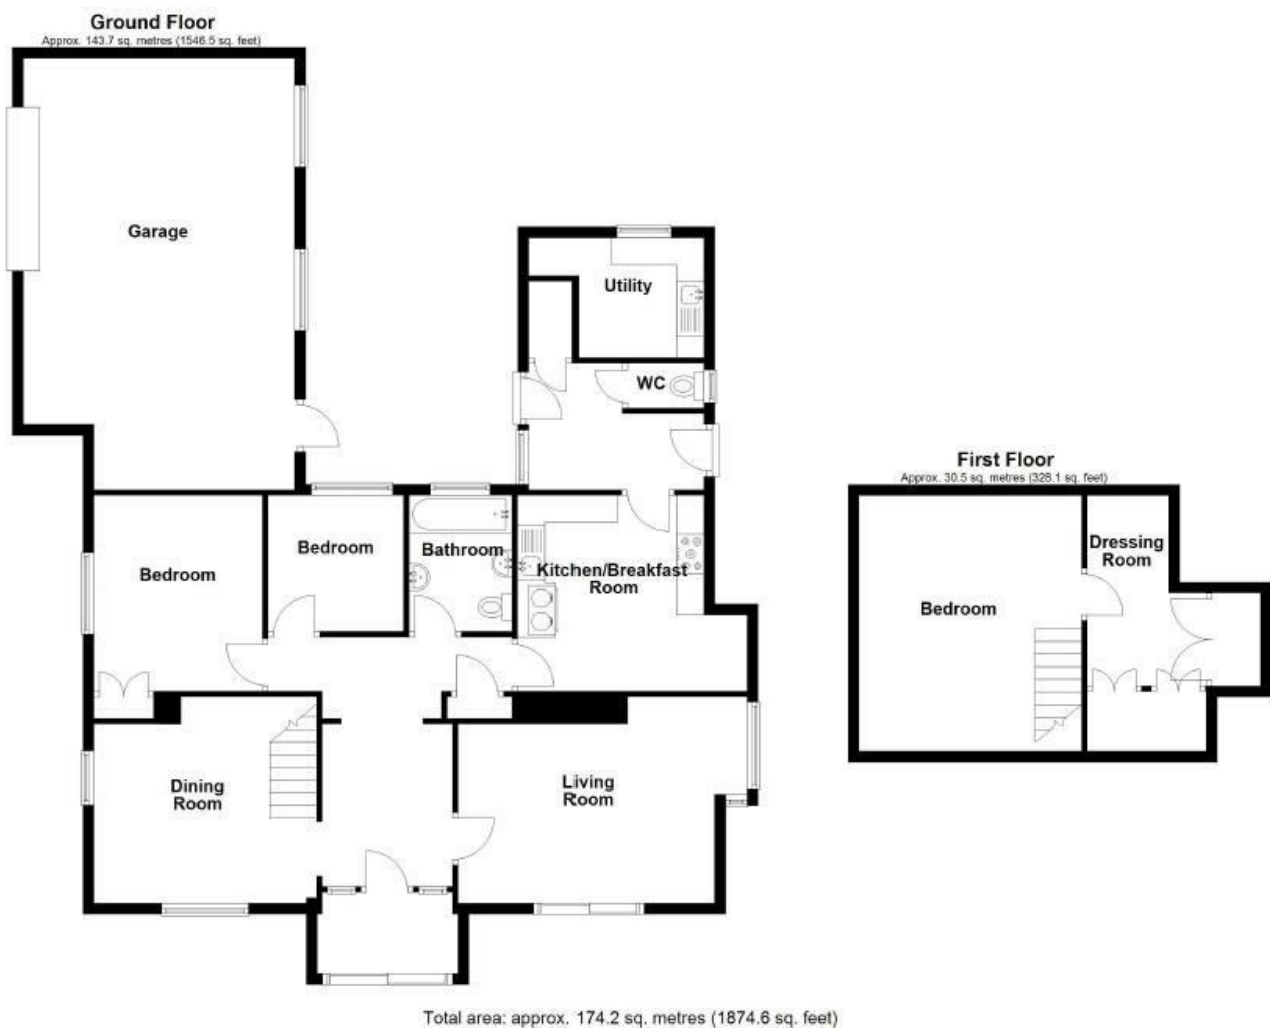 Ground Floor
Approx. 143.7 sq. metres (1546.5 sq. feet)
Garage
Utility
WC
Bedroom
Bedroom
Bathroom
Kitchen/Breakfast
Room
Dining
Room
Living
Room
First Floor
Approx. 30.5 sq. metres (328.1 sq. feet)
Bedroom
Dressing
Room
Total area: approx. 174.2 sq. metres (1874.6 sq. feet)